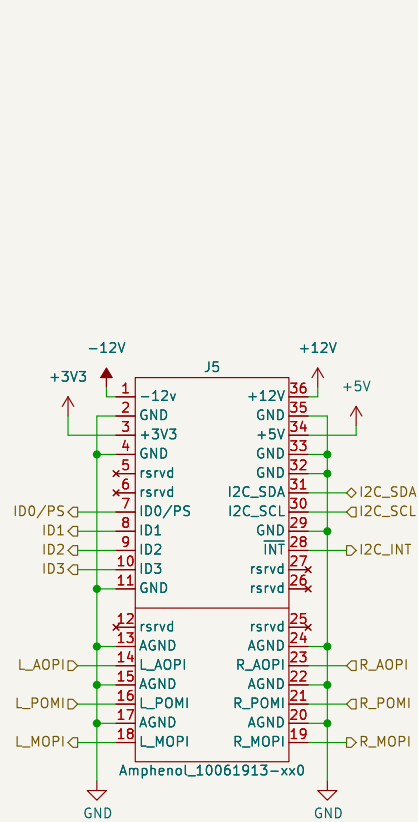 -12V J5 +12V
+3V3 +5V
1 -12v +12V 36
2 GND GND 35
3 +3V3 +5V 34
4 GND GND 33
5 rsrvd GND 32
6 rsrvd I2C_SDA 31 I2C_SDA
ID0/PS 7 ID0/PS I2C_SCL 30 I2C_SCL
ID1 8 ID1 GND 29
ID2 9 ID2 INT 28 I2C_INT
ID3 10 ID3 rsrvd 27
11 GND rsrvd 26
12 rsrvd rsrvd 25
13 AGND AGND 24
L_AOPI 14 L_AOPI R_AOPI 23 R_AOPI
15 AGND AGND 22
L_POMI 16 L_POMI R_POMI 21 R_POMI
17 AGND AGND 20
L_MOPI 18 L_MOPI R_MOPI 19 R_MOPI
Amphenol_10061913-xx0
GND GND